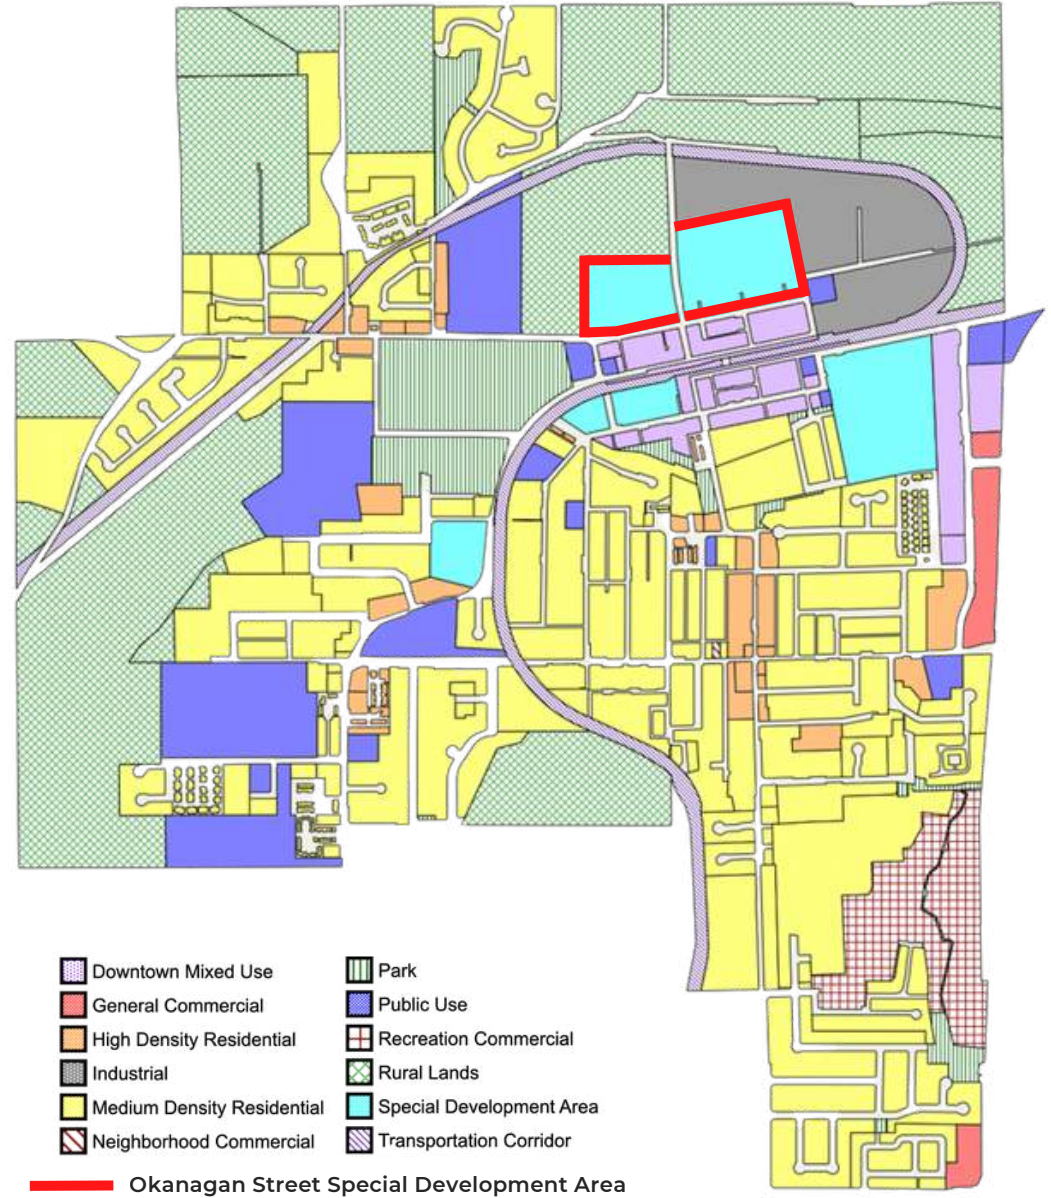 Downtown Mixed Use
General Commercial
High Density Residential
Industrial
Medium Density Residential
Neighborhood Commercial
Park
Public Use
Recreation Commercial
Rural Lands
Special Development Area
Transportation Corridor
Okanagan Street Special Development Area